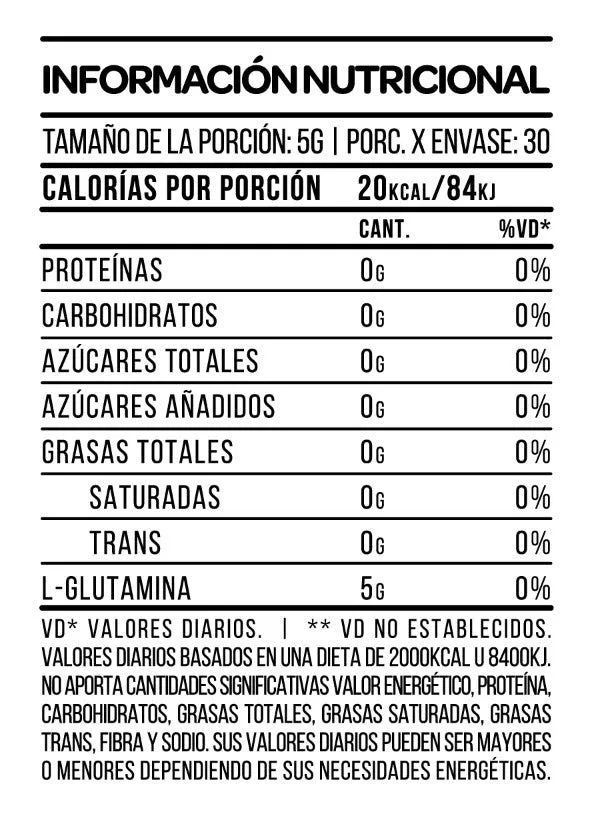 INFORMACIÓN NUTRICIONAL
TAMAÑO DE LA PORCIÓN: 5G | PORC. X ENVASE: 30
CALORÍAS POR PORCIÓN 20KCAL/84KJ
CANT. %VD*
PROTEÍNAS 0G 0%
CARBOHIDRATOS 0G 0%
AZÚCARES TOTALES 0G 0%
AZÚCARES AÑADIDOS 0G 0%
GRASAS TOTALES 0G 0%
SATURADAS 0G 0%
TRANS 0G 0%
L-GLUTAMINA 5G 0%
VD* VALORES DIARIOS. | ** VD NO ESTABLECIDOS.
VALORES DIARIOS BASADOS EN UNA DIETA DE 2000KCAL U 8400KJ.
NO APORTA CANTIDADES SIGNIFICATIVAS VALOR ENERGÉTICO, PROTEÍNA,
CARBOHIDRATOS, GRASAS TOTALES, GRASAS SATURADAS, GRASAS
TRANS, FIBRA Y SODIO. SUS VALORES DIARIOS PUEDEN SER MAYORES
O MENORES DEPENDIENDO DE SUS NECESIDADES ENERGÉTICAS.